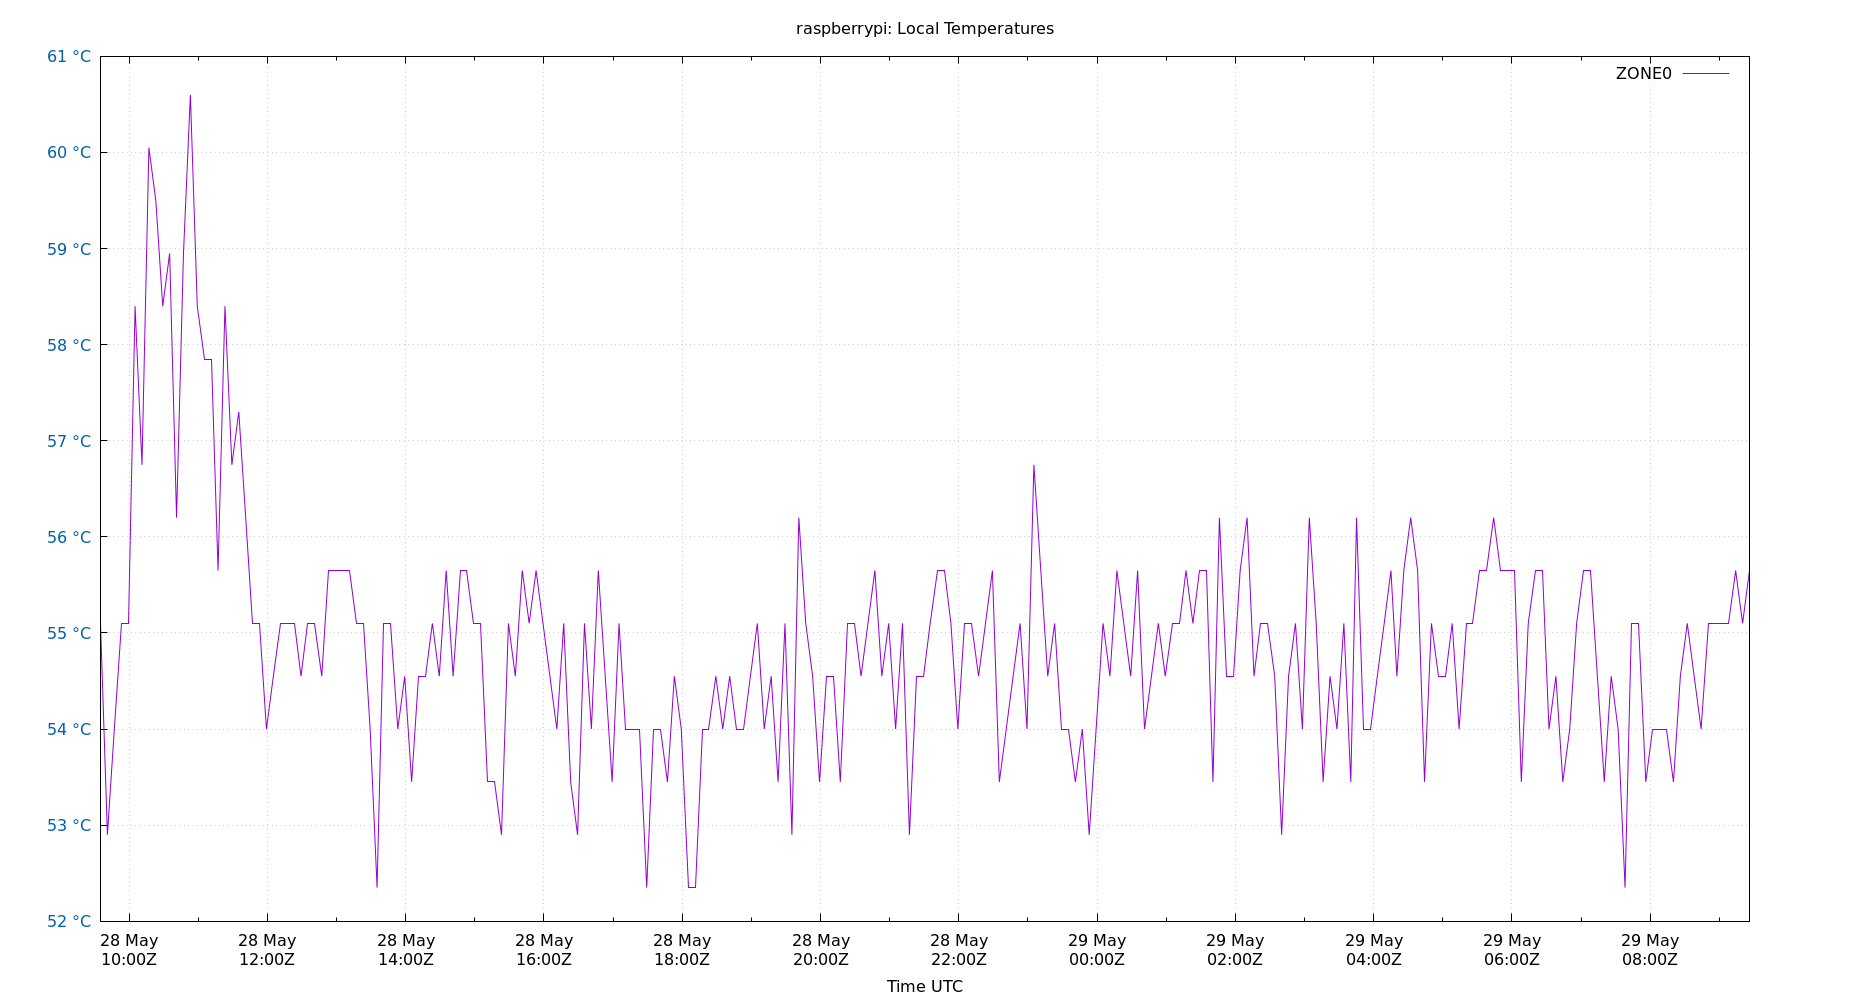 raspberrypi: Local Temperatures
61 °C
ZONE0
60 °C
59 °C
58 °C
57 °C
56 °C
55 °C
54 °C
53 °C
52 °C
28 May 28 May 28 May 28 May 28 May 28 May 28 May 29 May 29 May 29 May 29 May 29 May
10:00Z 12:00Z 14:00Z 16:00Z 18:00Z 20:00Z 22:00Z 00:00Z 02:00Z 04:00Z 06:00Z 08:00Z
Time UTC